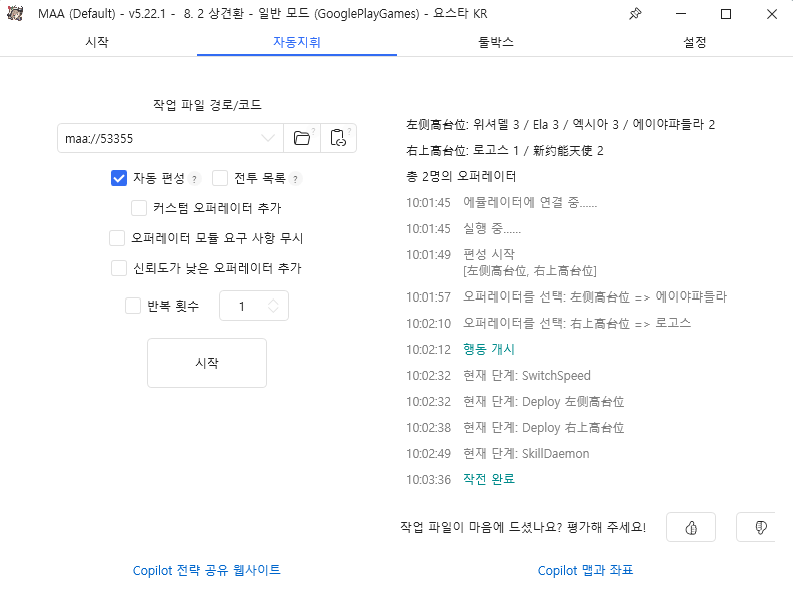 MAA (Default) - v5.22.1 - 8. 2 상견환 - 일반 모드 (GooglePlayGames) - 요스타 KR
시작 자동지휘 툴박스 설정
작업 파일 경로/코드
maa://53355
자동 편성 ? 전투 목록 ?
커스텀 오퍼레이터 추가
오퍼레이터 모듈 요구 사항 무시
신뢰도가 낮은 오퍼레이터 추가
반복 횟수 1
시작
Copilot 전략 공유 웹사이트
左侧高台位: 위셔델 3 / Ela 3 / 엑시아 3 / 에이야퍄들라 2
右上高台位: 로고스 1 / 新约能天使 2
총 2명의 오퍼레이터
10:01:45 에뮬레이터에 연결 중......
10:01:45 실행 중......
10:01:49 편성 시작
[左侧高台位, 右上高台位]
10:01:57 오퍼레이터를 선택: 左侧高台位 => 에이야퍄들라
10:02:10 오퍼레이터를 선택: 右上高台位 => 로고스
10:02:12 행동 개시
10:02:32 현재 단계: SwitchSpeed
10:02:32 현재 단계: Deploy 左侧高台位
10:02:38 현재 단계: Deploy 右上高台位
10:02:49 현재 단계: SkillDaemon
10:03:36 작전 완료
작업 파일이 마음에 드셨나요? 평가해 주세요!
Copilot 맵과 좌표